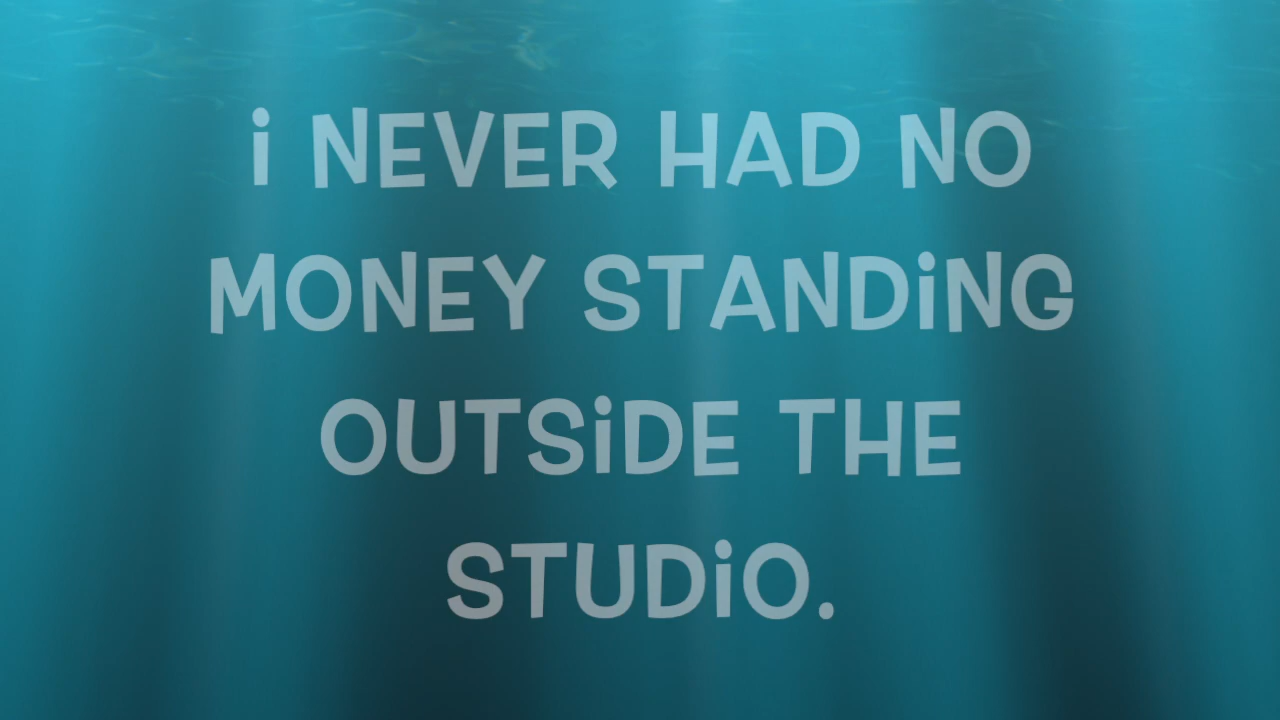 i NEVER HAD NO
MONEY STANDiNG
OUTSiDE THE
STUDiO.